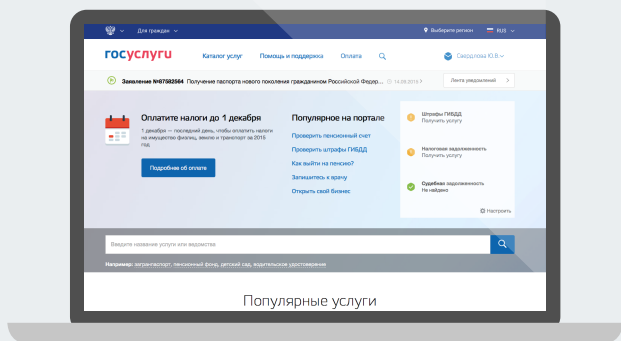 Для граждан
Выберите регион
RUS
госуслуги
Каталог услуг
Помощь и поддержка
Оплата
Свердлова Ю.В
Заявление №87582564 Получение паспорта нового поколения гражданином Российской Федер... 14.08.2015
Лента уведомлений
Оплатите налоги до 1 декабря
1 декабря — последний день, чтобы оплатить налоги
на имущество физлиц, землю и транспорт за 2015
год
Подробнее об оплате
Популярное на портале
Проверить пенсионный счет
Проверить штрафы ГИБДД
Как выйти на пенсию?
Запишитесь к врачу
Открыть свой бизнес
Штрафы ГИБДД
Получить услугу
Налоговая задолженность
Получить услугу
Судебная задолженность
Не найдено
Настроить
Введите название услуги или ведомства
Например: загранпаспорт, пенсионный фонд, детский сад, водительское удостоверение
Популярные услуги